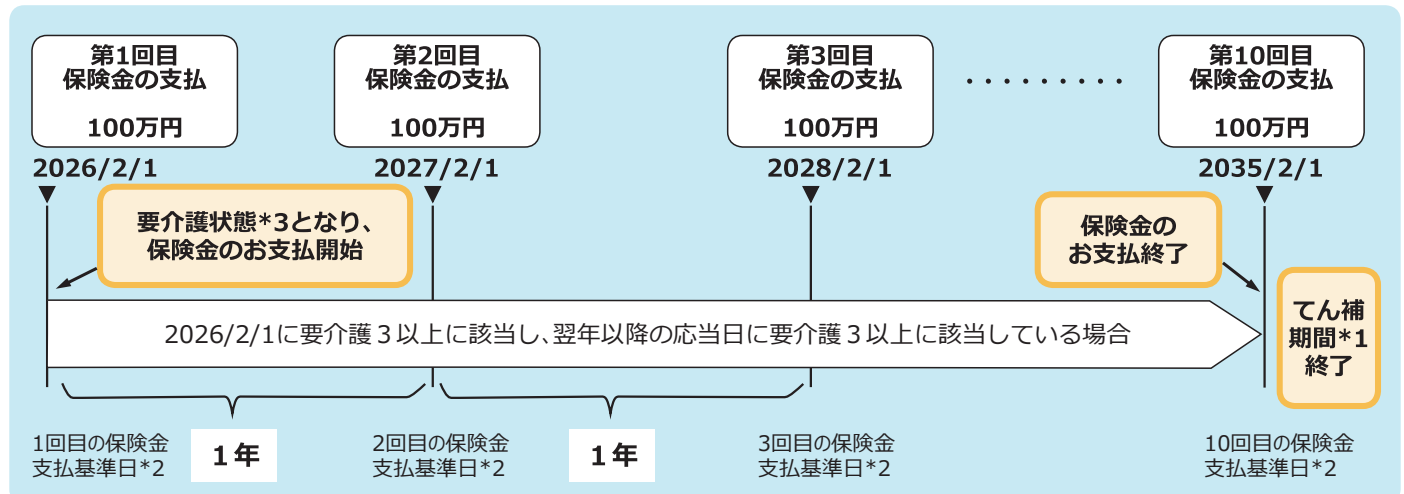 第1回目
保険金の支払
100万円
第2回目
保険金の支払
100万円
第3回目
保険金の支払
100万円
・・・・・・・・・
第10回目
保険金の支払
100万円
2026/2/1
2027/2/1
2028/2/1
2035/2/1
要介護状態*3となり、
保険金のお支払開始
保険金の
お支払終了
2026/2/1に要介護３以上に該当し、翌年以降の応当日に要介護３以上に該当している場合
てん補
期間*1
終了
1回目の保険金
支払基準日*2
１年
2回目の保険金
支払基準日*2
１年
3回目の保険金
支払基準日*2
10回目の保険金
支払基準日*2